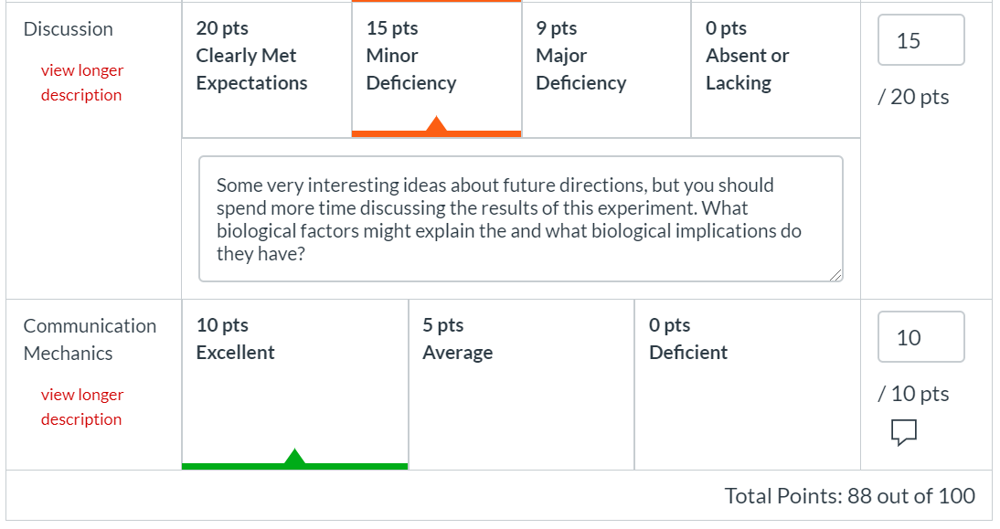 Discussion
view longer
description
20 pts
Clearly Met
Expectations
15 pts
Minor
Deficiency
9 pts
Major
Deficiency
0 pts
Absent or
Lacking
15
/ 20 pts
Some very interesting ideas about future directions, but you should
spend more time discussing the results of this experiment. What
biological factors might explain the and what biological implications do
they have?
Communication
Mechanics
view longer
description
10 pts
Excellent
5 pts
Average
0 pts
Deficient
10
/ 10 pts
Total Points: 88 out of 100